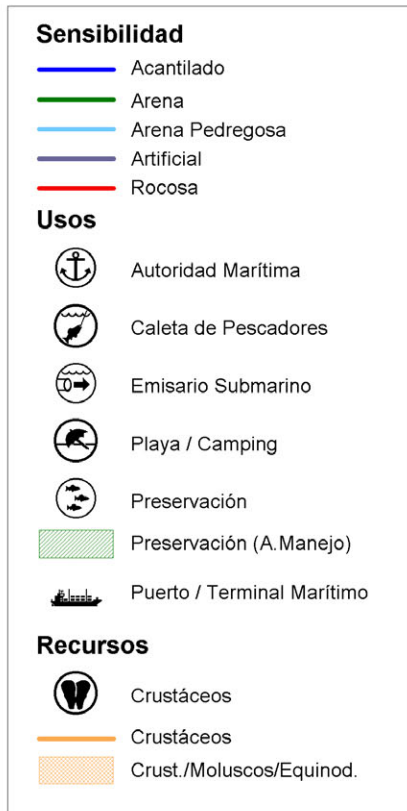 Sensibilidad
Acantilado
Arena
Arena Pedregosa
Artificial
Rocosa
Usos
Autoridad Marítima
Caleta de Pescadores
Emisario Submarino
Playa / Camping
Preservación
Preservación (A.Manejo)
Puerto / Terminal Marítimo
Recursos
Crustáceos
Crustáceos
Crust./Moluscos/Equinod.